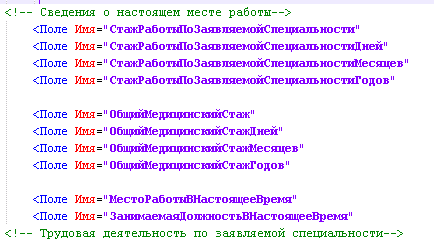 <!-- Сведения о настоящем месте работы-->
<Поле Имя="СтажРаботыПоЗаявляемойСпециальности"
<Поле Имя="СтажРаботыПоЗаявляемойСпециальностиДней"
<Поле Имя="СтажРаботыПоЗаявляемойСпециальностиМесяцев"
<Поле Имя="СтажРаботыПоЗаявляемойСпециальностиГодов"
<Поле Имя="ОбщийМедицинскийСтаж"
<Поле Имя="ОбщийМедицинскийСтажДней"
<Поле Имя="ОбщийМедицинскийСтажМесяцев"
<Поле Имя="ОбщийМедицинскийСтажГодов"
<Поле Имя="МестоРаботыВНастоящееВремя"
<Поле Имя="ЗанимаемаяДолжностьВНастоящееВремя"
<!-- Трудовая деятельность по заявляемой специальности-->